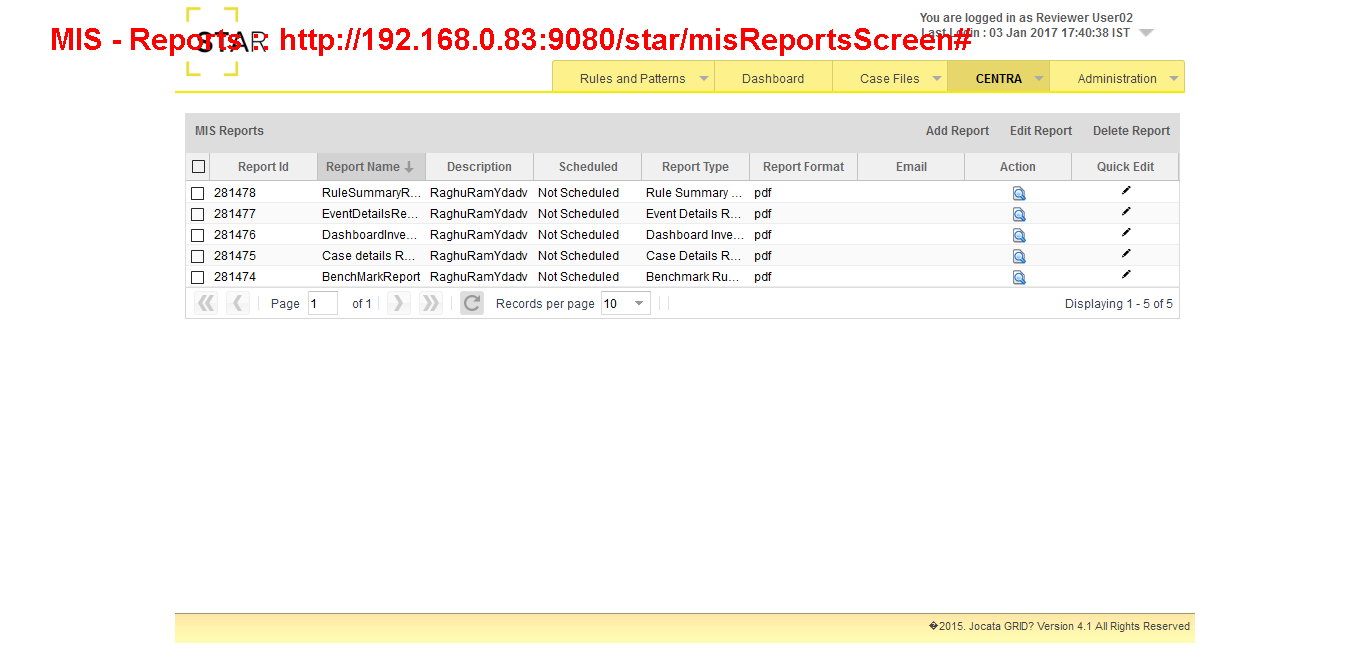 You are logged in as Reviewer User02
MIS - Reports :: http://192.168.0.83:9080/star/misReportsScreen#
STAR
Last Login : 03 Jan 2017 17:40:38 IST
Rules and Patterns Dashboard Case Files CENTRA Administration
MIS Reports Add Report Edit Report Delete Report
Report Id Report Name Description Scheduled Report Type Report Format Email Action Quick Edit
281478 RuleSummaryR... RaghuRamYdadv Not Scheduled Rule Summary ... pdf
281477 EventDetailsRe... RaghuRamYdadv Not Scheduled Event Details R... pdf
281476 DashboardInve... RaghuRamYdadv Not Scheduled Dashboard Inve... pdf
281475 Case details R... RaghuRamYdadv Not Scheduled Case Details R... pdf
281474 BenchMarkReport RaghuRamYdadv Not Scheduled Benchmark Ru... pdf
Page 1 of 1 Records per page 10 Displaying 1 - 5 of 5
�2015. Jocata GRID? Version 4.1 All Rights Reserved